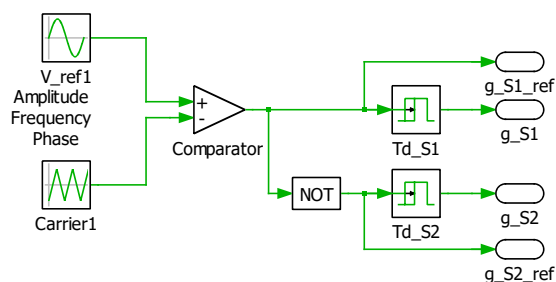 V_ref1
Amplitude
Frequency
Phase
Carrier1
+
-
Comparator
NOT
Td_S1
Td_S2
g_S1_ref
g_S1
g_S2
g_S2_ref